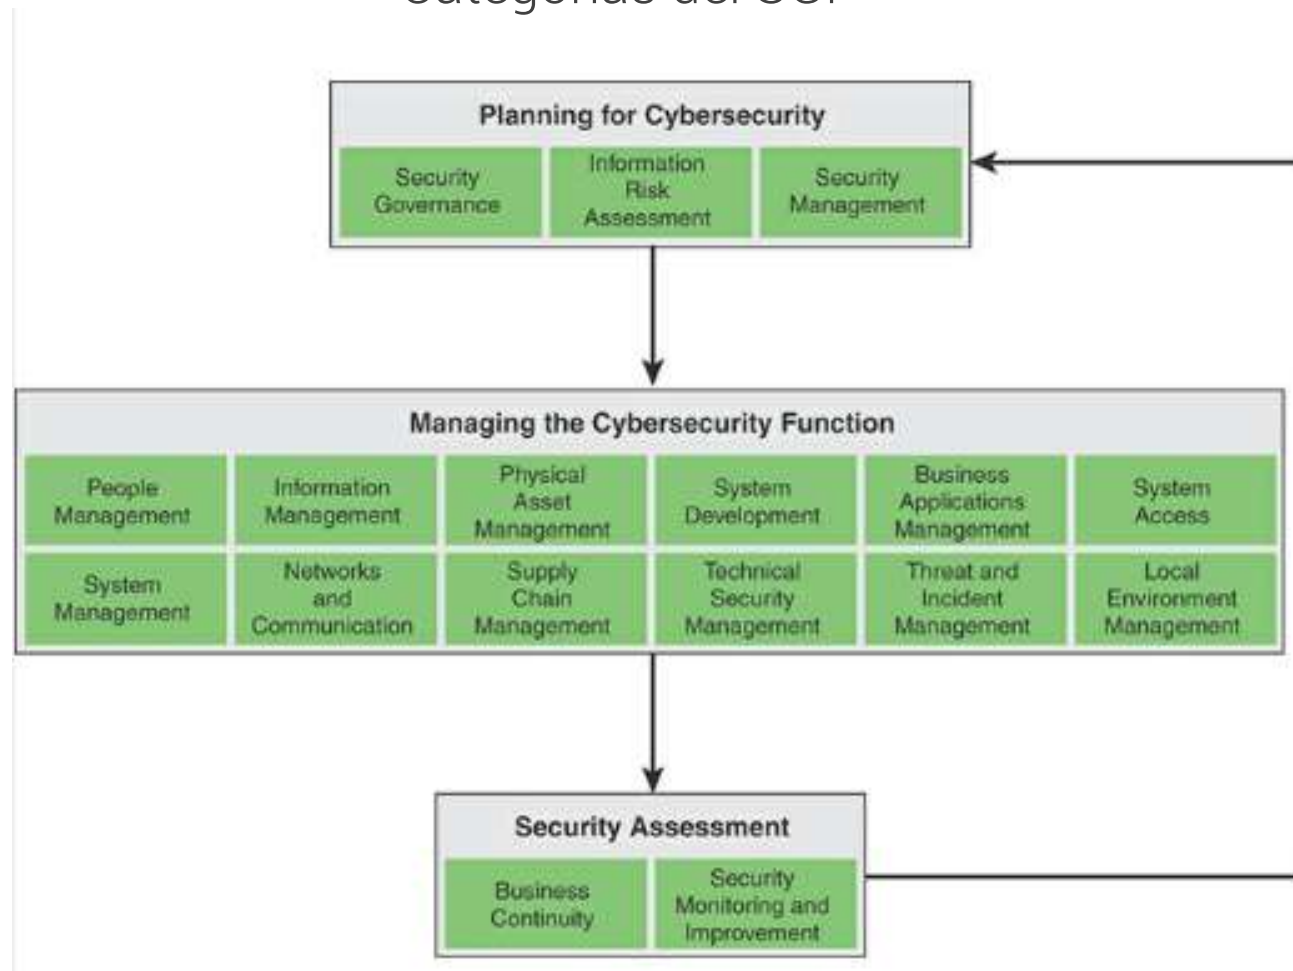 Planning for Cybersecurity
Security
Governance
Information
Risk
Assessment
Security
Management
Managing the Cybersecurity Function
People
Management
Information
Management
Physical
Asset
Management
System
Development
Business
Applications
Management
System
Access
System
Management
Networks
and
Communication
Supply
Chain
Management
Technical
Security
Management
Threat and
Incident
Management
Local
Environment
Management
Security Assessment
Business
Continuity
Security
Monitoring and
Improvement